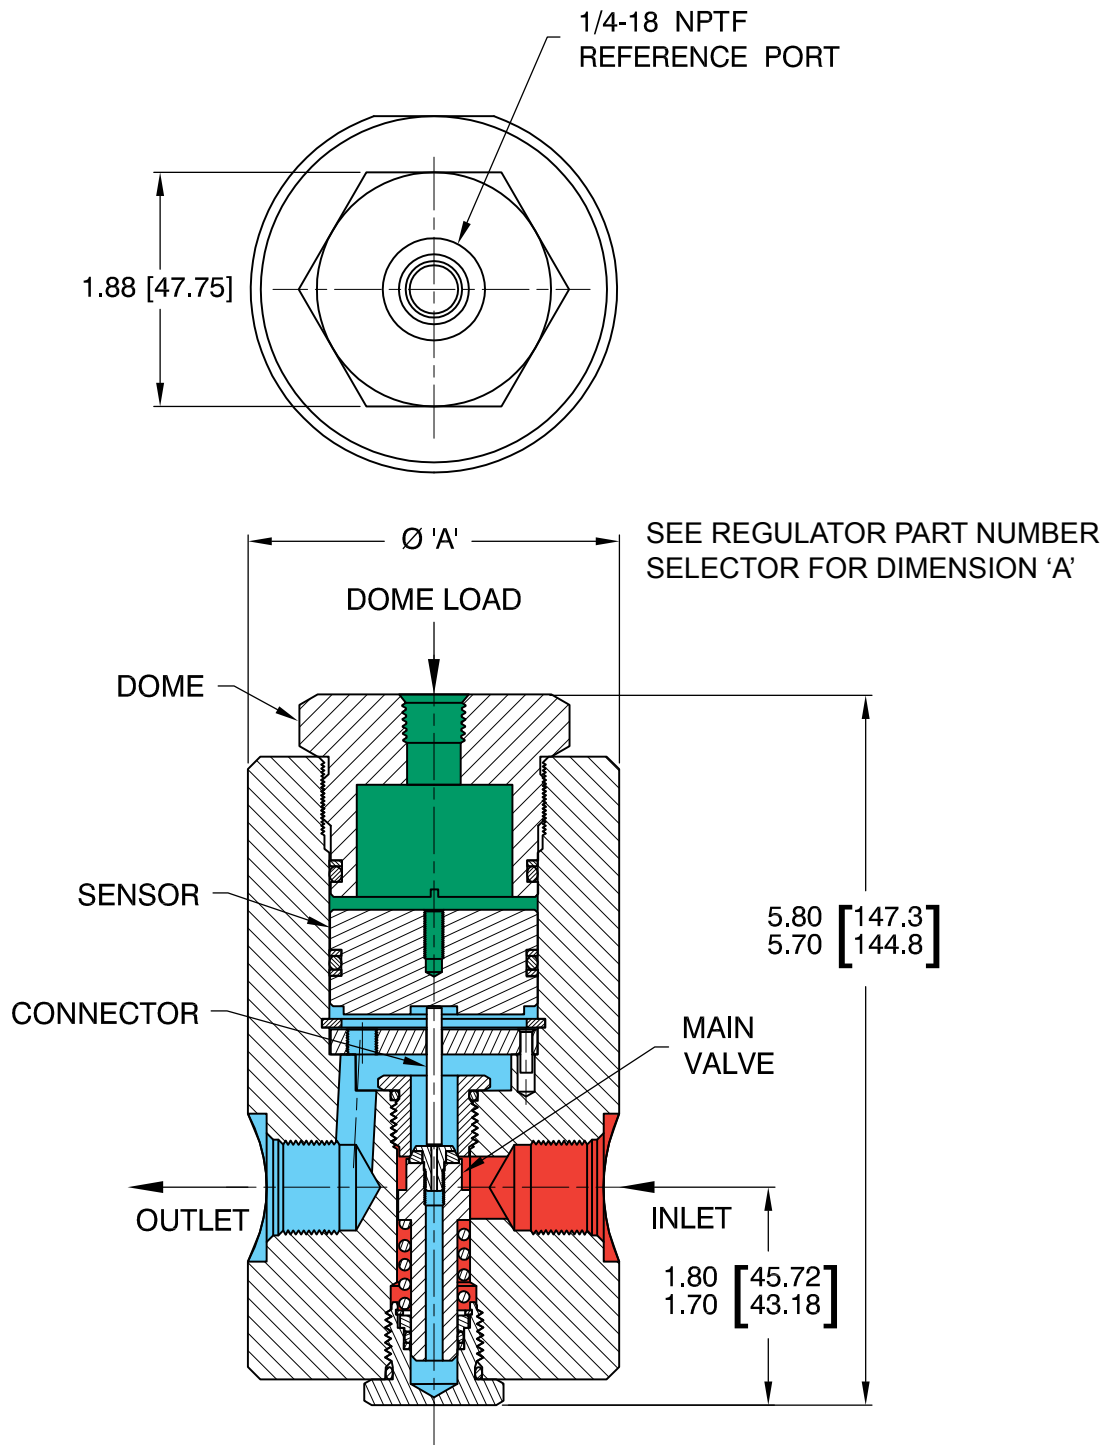 1/4-18 NPTF
REFERENCE PORT
1.88 [47.75]
Ø 'A'
SEE REGULATOR PART NUMBER
SELECTOR FOR DIMENSION ‘A’
DOME LOAD
DOME
SENSOR
5.80 [147.3]
5.70 [144.8]
CONNECTOR
MAIN
VALVE
OUTLET
INLET
1.80 [45.72]
1.70 [43.18]